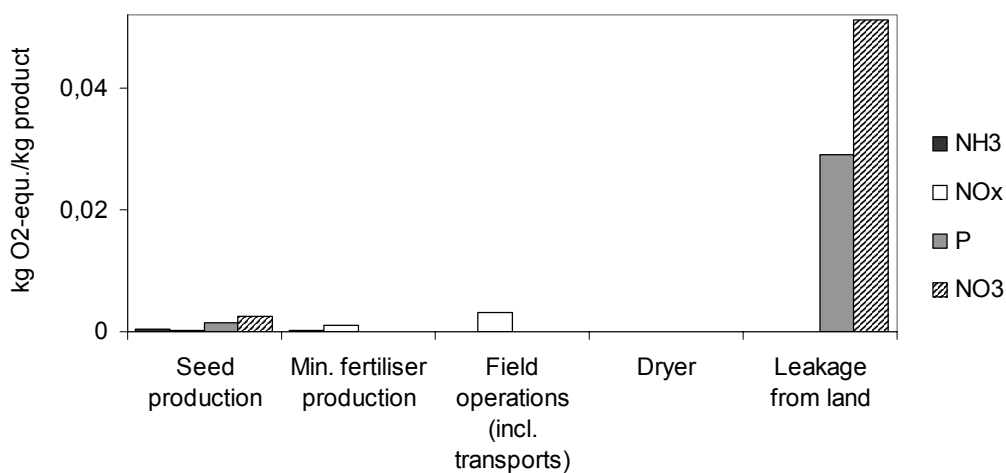 kg O2-equ./kg product
0,04
0,02
0
Seed
production
Min. fertiliser
production
Field
operations
(incl.
transports)
Dryer
Leakage
from land
NH3
NOx
P
NO3